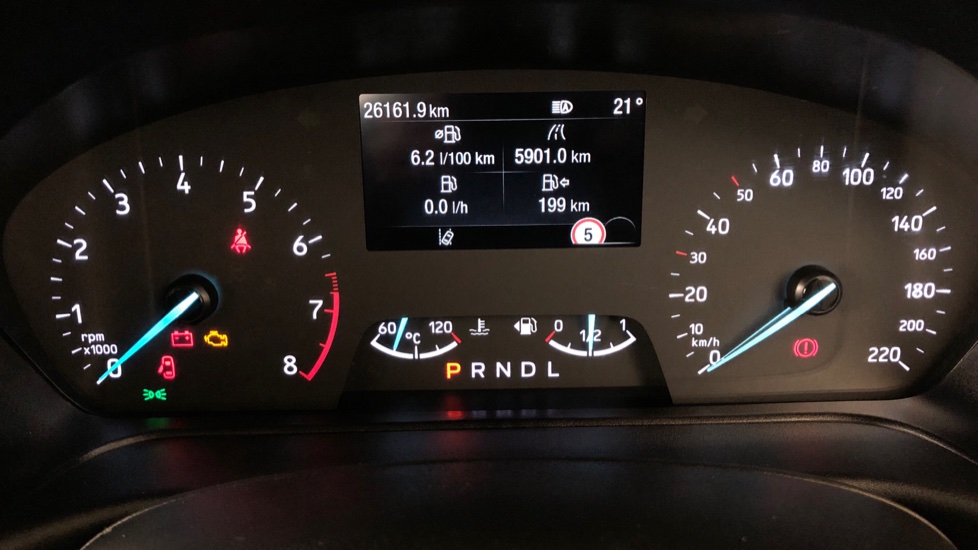 26161.9 km 21°
6.2 l/100 km 5901.0 km
0.0 l/h 199 km
5
0 1 2 3 4 5 6 7 8
rpm
x1000
60 °C 120
0 1/2 1
P R N D L
0 10 20 30 40 50 60 80 100 120 140 160 180 200 220
km/h